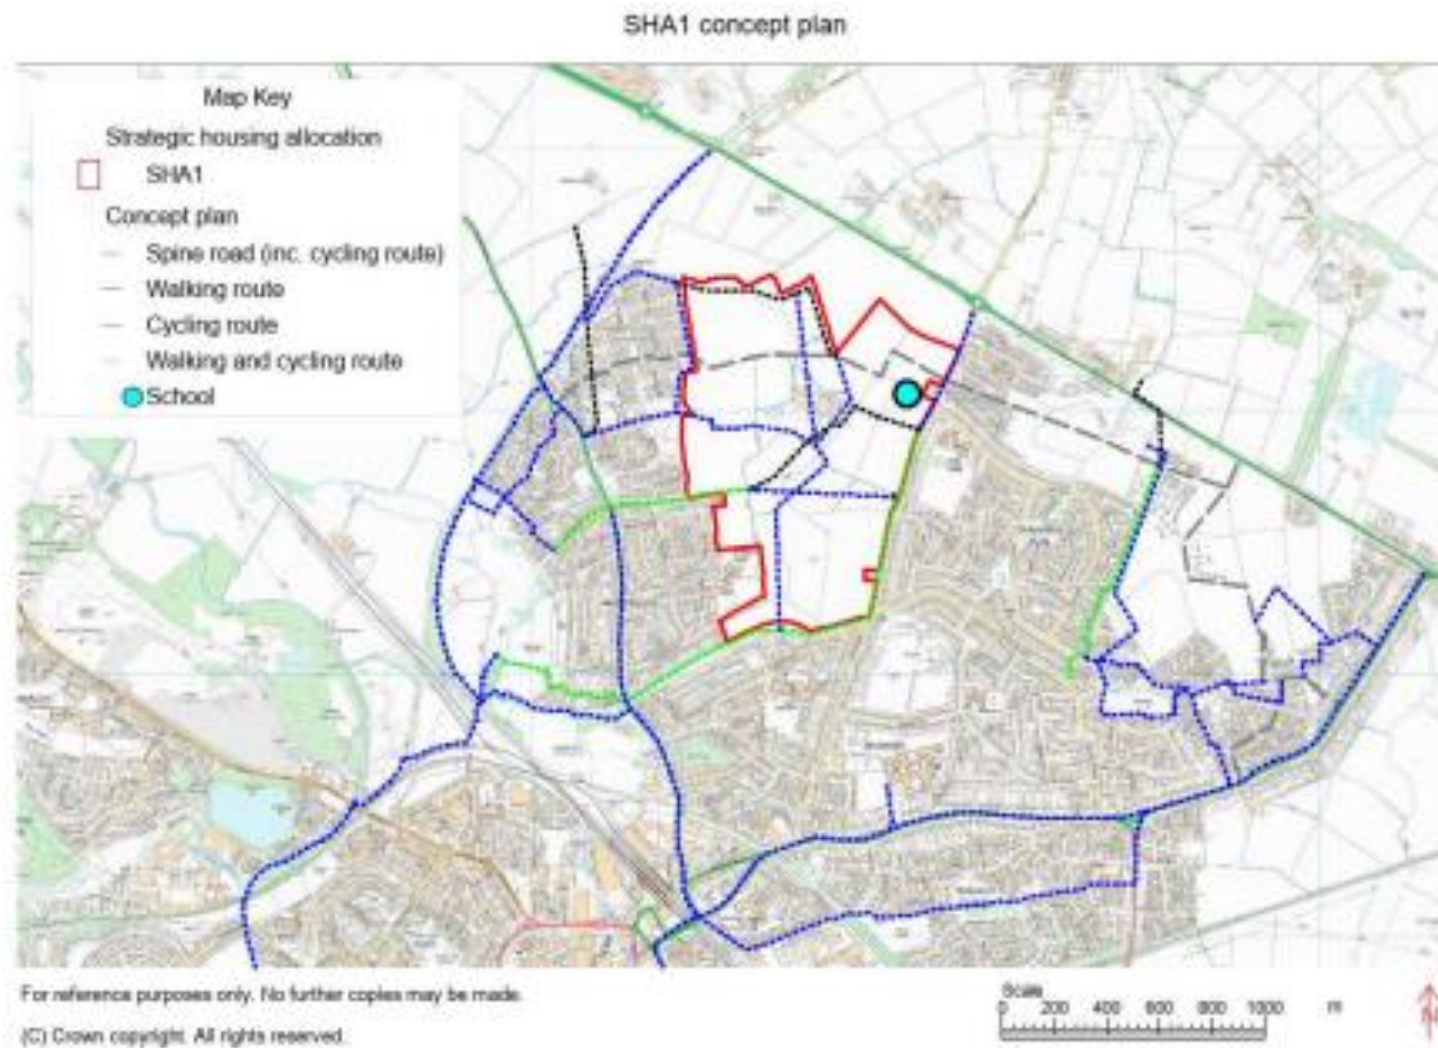 SHA1 concept plan
Map Key
Strategic housing allocation
SHA1
Concept plan
Spine road (inc. cycling route)
Walking route
Cycling route
Walking and cycling route
School
For reference purposes only. No further copies may be made.
(C) Crown copyright. All rights reserved.
Scale
0 200 400 600 800 1000 m
N